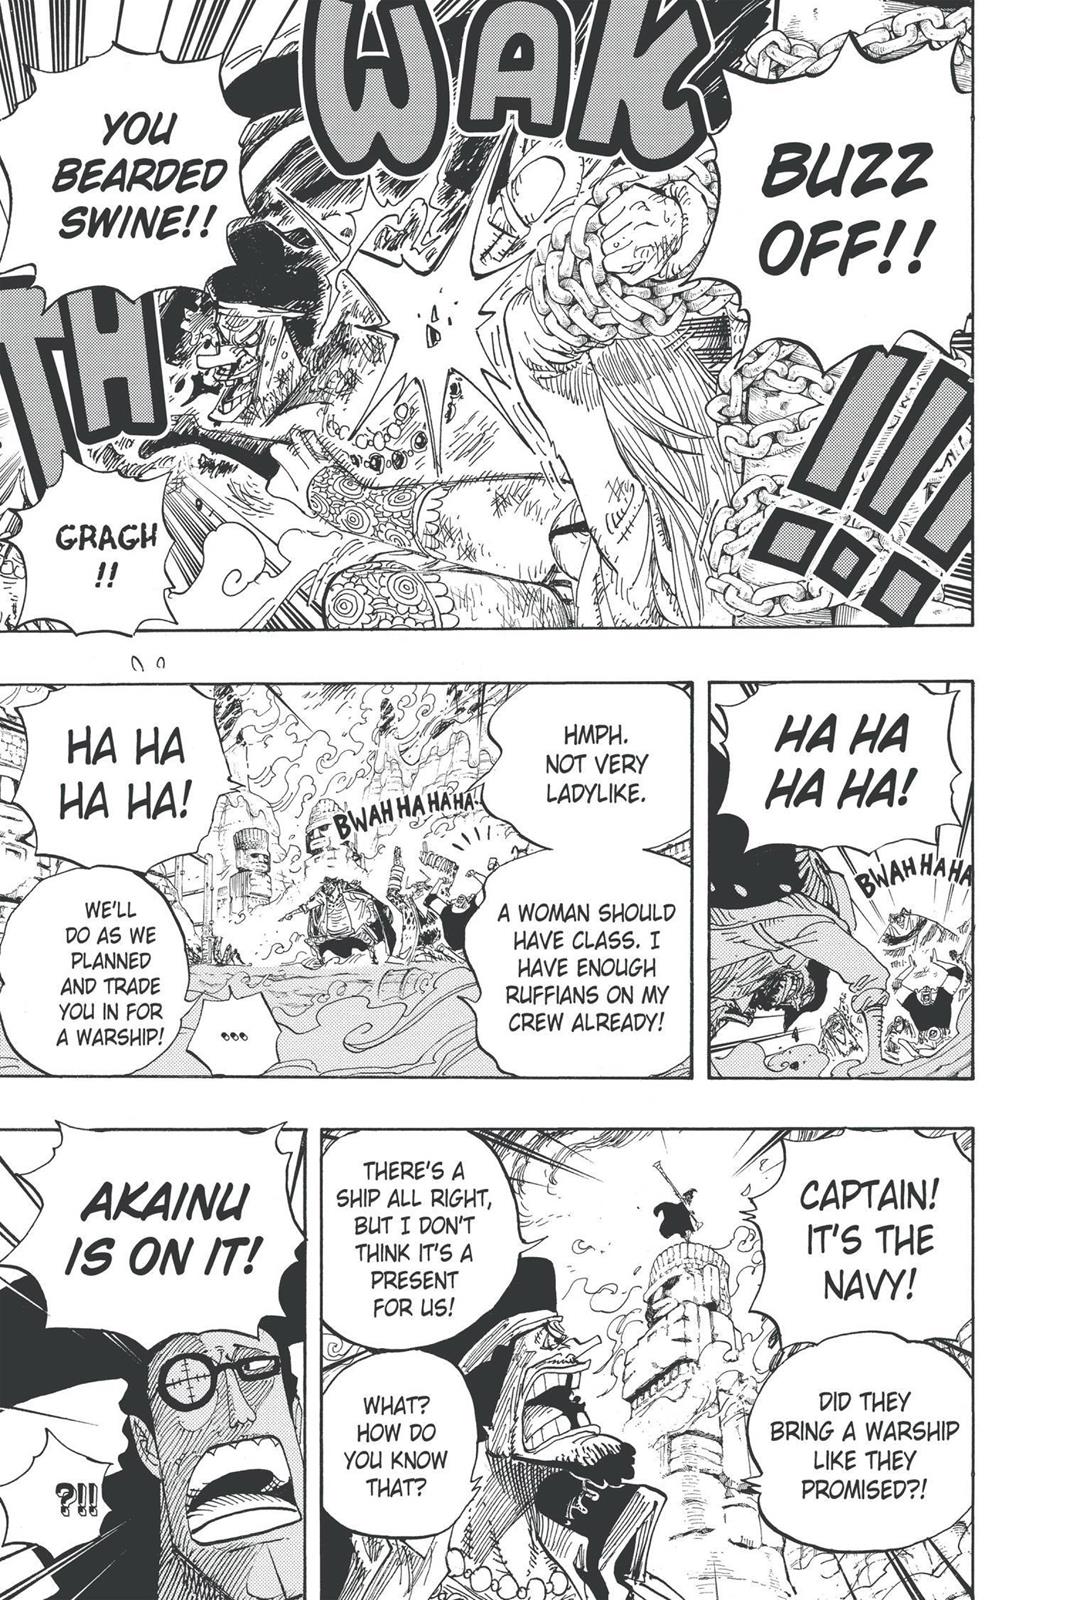 WAK
BUZZ
OFF!!
YOU
BEARDED
SWINE!!
TH
!!!
GRAGH
!!
HA HA
HA HA!
BWAH HA HA
HMPH.
NOT VERY
LADYLIKE.
A WOMAN SHOULD
HAVE CLASS. I
HAVE ENOUGH
RUFFIANS ON MY
CREW ALREADY!
BWAH HA HA HA!
HA HA
HA HA!
WE'LL
DO AS WE
PLANNED
AND TRADE
YOU IN FOR
A WARSHIP!
...
CAPTAIN!
IT'S THE
NAVY!
DID THEY
BRING A WARSHIP
LIKE THEY
PROMISED?!
THERE'S A
SHIP ALL RIGHT,
BUT I DON'T
THINK IT'S A
PRESENT
FOR US!
WHAT?
HOW DO
YOU KNOW
THAT?
AKAINU
IS ON IT!
?!!